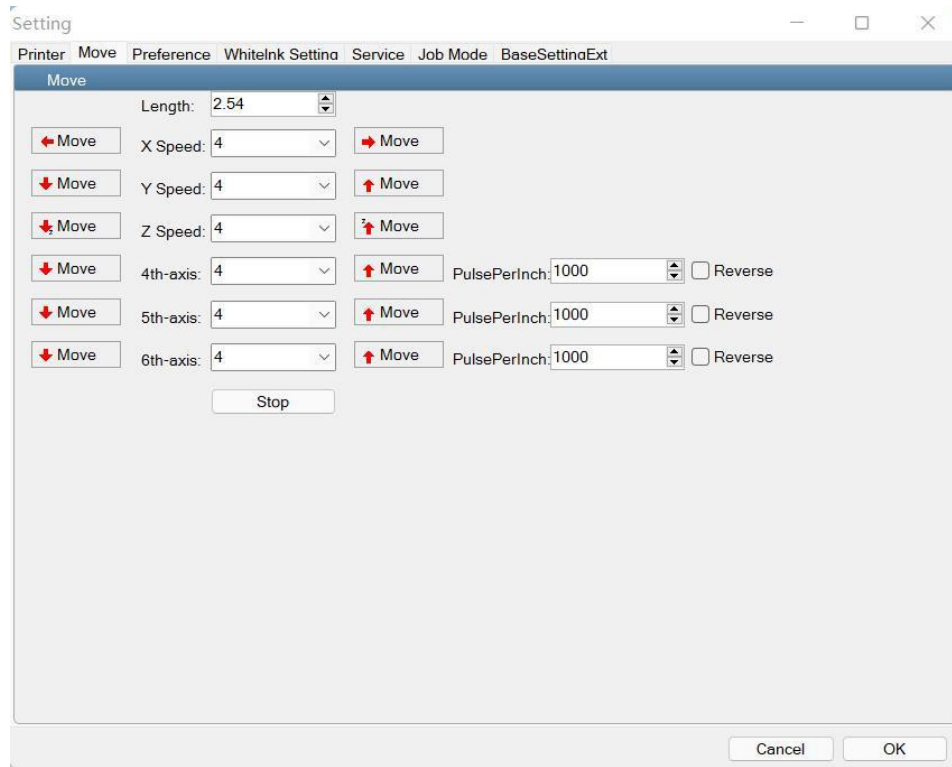 Setting
Printer Move Preference WhiteInk Setting Service Job Mode BaseSettingExt
Move
Length: 2.54
Move X Speed: 4 Move
Move Y Speed: 4 Move
Move Z Speed: 4 Move
Move 4th-axis: 4 Move PulsePerInch: 1000 Reverse
Move 5th-axis: 4 Move PulsePerInch: 1000 Reverse
Move 6th-axis: 4 Move PulsePerInch: 1000 Reverse
Stop
Cancel OK